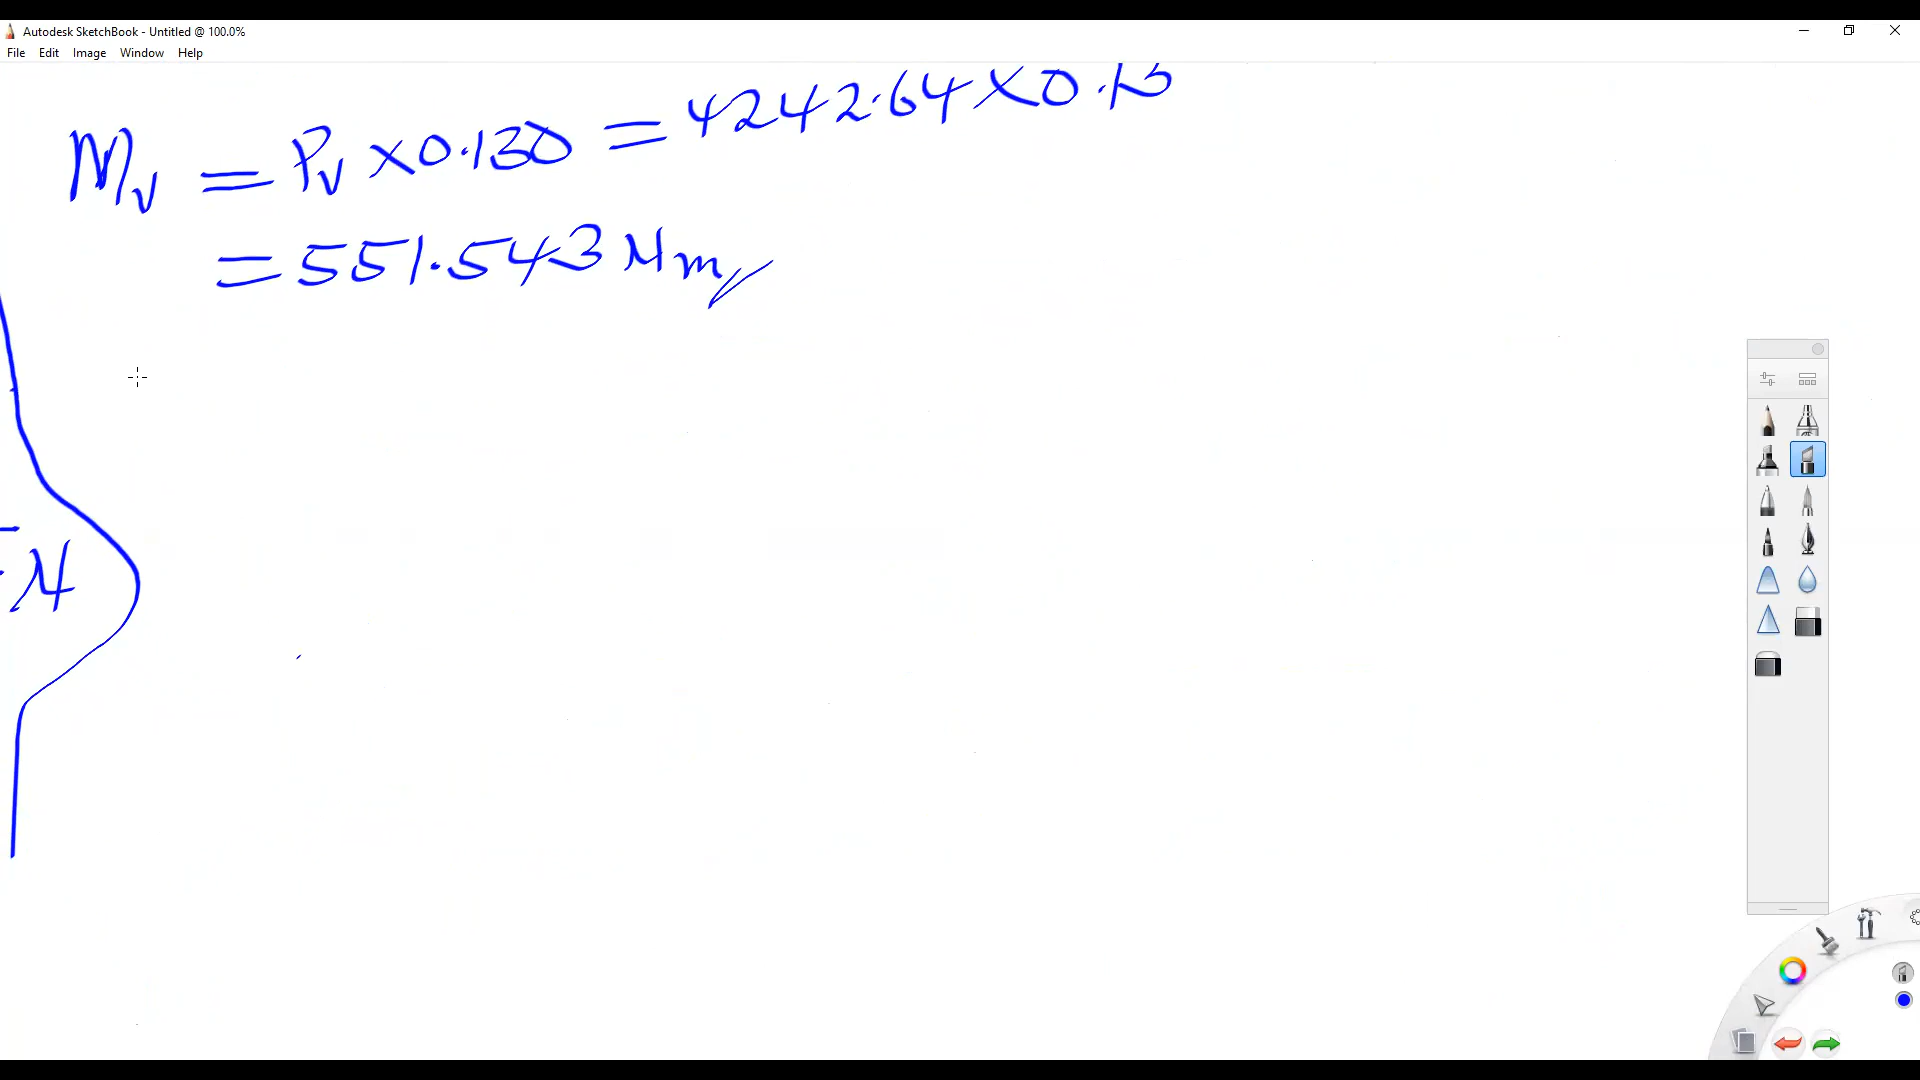 Autodesk SketchBook - Untitled @ 100.0%
File Edit Image Window Help
Mv = Pv ×0.130 = 4242.64×0.13
= 551.543 Nm
N